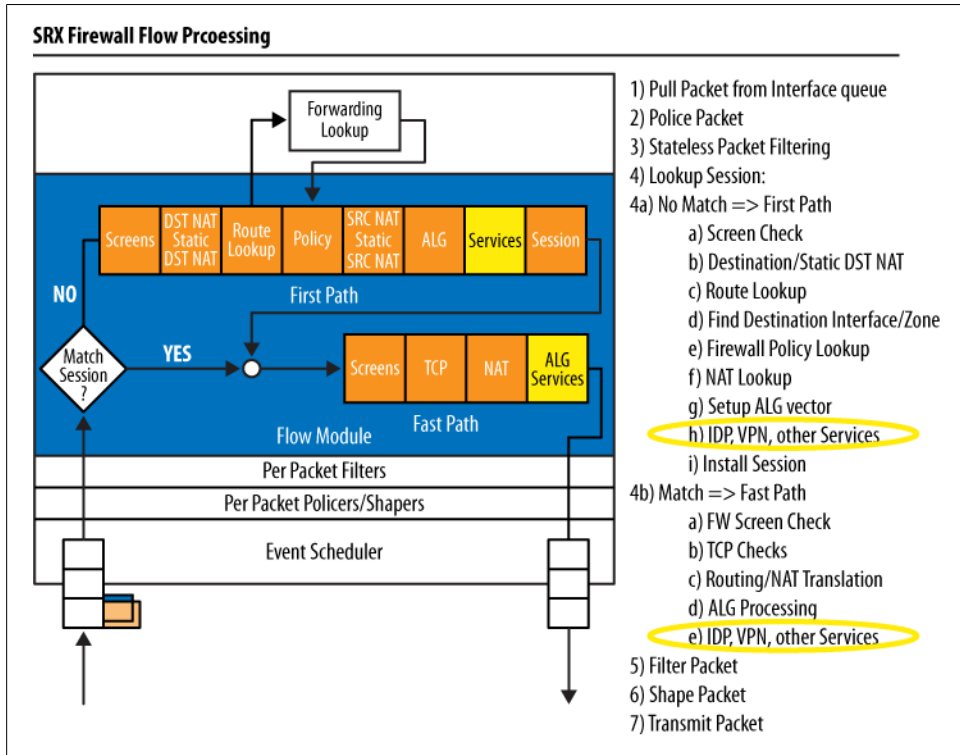 SRX Firewall Flow Prcoessing
Forwarding
Lookup
Screens
DST NAT
Static
DST NAT
Route
Lookup
Policy
SRC NAT
Static
SRC NAT
ALG
Services
Session
First Path
NO
YES
Match
Session
?
Screens
TCP
NAT
ALG
Services
Fast Path
Flow Module
Per Packet Filters
Per Packet Policers/Shapers
Event Scheduler
1) Pull Packet from Interface queue
2) Police Packet
3) Stateless Packet Filtering
4) Lookup Session:
4a) No Match => First Path
a) Screen Check
b) Destination/Static DST NAT
c) Route Lookup
d) Find Destination Interface/Zone
e) Firewall Policy Lookup
f) NAT Lookup
g) Setup ALG vector
h) IDP, VPN, other Services
i) Install Session
4b) Match => Fast Path
a) FW Screen Check
b) TCP Checks
c) Routing/NAT Translation
d) ALG Processing
e) IDP, VPN, other Services
5) Filter Packet
6) Shape Packet
7) Transmit Packet